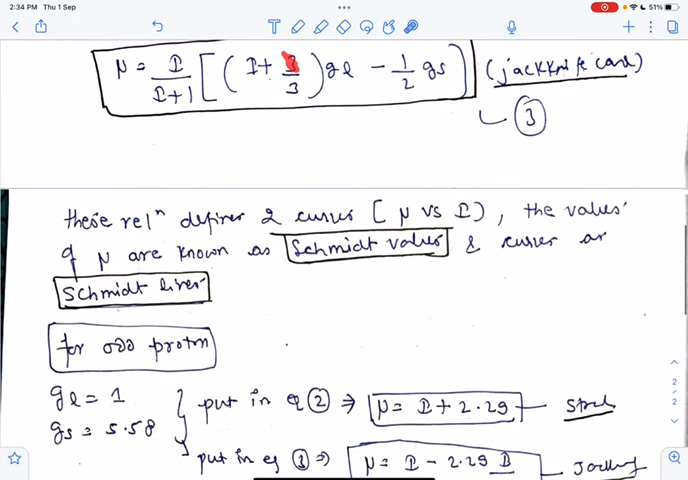 2:34 PM Thu 1 Sep
μ = I/I+1 [ ( I + 3/3 ) gl - 1/2 gs ] (jackknife case)
③
these relⁿ defines 2 curves [ μ vs I ), the values
of μ are known as Schmidt values & curves as
Schmidt lines
2
/
2
for odd proton
gl = 1
gs = 5.58
put in eq ② ⇒ μ = I + 2.29
put in eq ③ ⇒ μ = I - 2.29 I